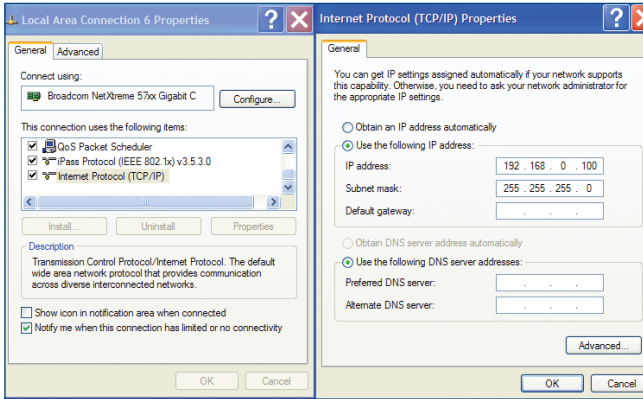 Local Area Connection 6 Properties
General Advanced
Connect using:
Broadcom NetXtreme 57xx Gigabit C
Configure...
This connection uses the following items:
QoS Packet Scheduler
iPass Protocol (IEEE 802.1x) v3.5.3.0
Internet Protocol (TCP/IP)
Install... Uninstall Properties
Description
Transmission Control Protocol/Internet Protocol. The default
wide area network protocol that provides communication
across diverse interconnected networks.
Show icon in notification area when connected
Notify me when this connection has limited or no connectivity
OK Cancel
Internet Protocol (TCP/IP) Properties
General
You can get IP settings assigned automatically if your network supports
this capability. Otherwise, you need to ask your network administrator for
the appropriate IP settings.
Obtain an IP address automatically
Use the following IP address:
IP address: 192 . 168 . 0 . 100
Subnet mask: 255 . 255 . 255 . 0
Default gateway: . . .
Obtain DNS server address automatically
Use the following DNS server addresses:
Preferred DNS server: . . .
Alternate DNS server: . . .
Advanced...
OK Cancel